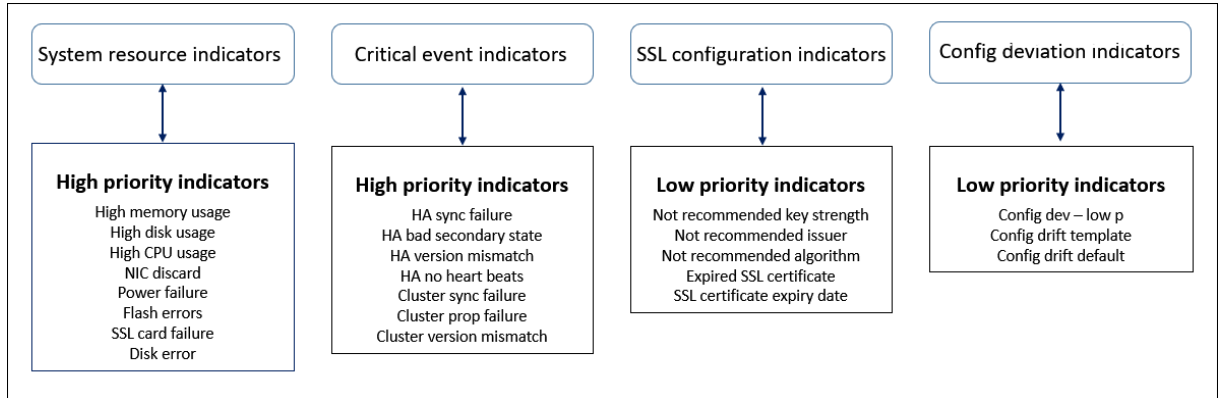 System resource indicators
High priority indicators
High memory usage
High disk usage
High CPU usage
NIC discard
Power failure
Flash errors
SSL card failure
Disk error
Critical event indicators
High priority indicators
HA sync failure
HA bad secondary state
HA version mismatch
HA no heart beats
Cluster sync failure
Cluster prop failure
Cluster version mismatch
SSL configuration indicators
Low priority indicators
Not recommended key strength
Not recommended issuer
Not recommended algorithm
Expired SSL certificate
SSL certificate expiry date
Config deviation indicators
Low priority indicators
Config dev – low p
Config drift template
Config drift default